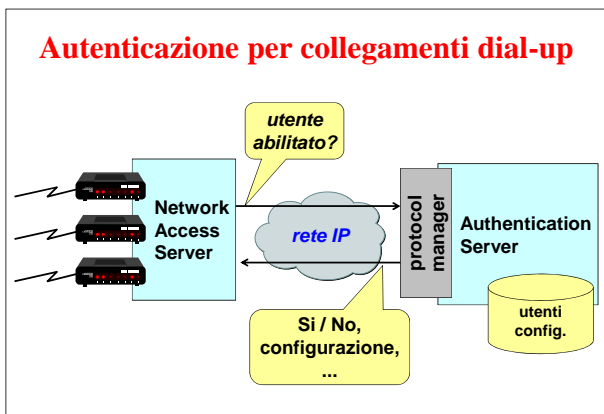 Autenticazione per collegamenti dial-up
utente
abilitato?
Network
Access
Server
rete IP
protocol
manager
Authentication
Server
utenti
config.
Si / No,
configurazione,
...